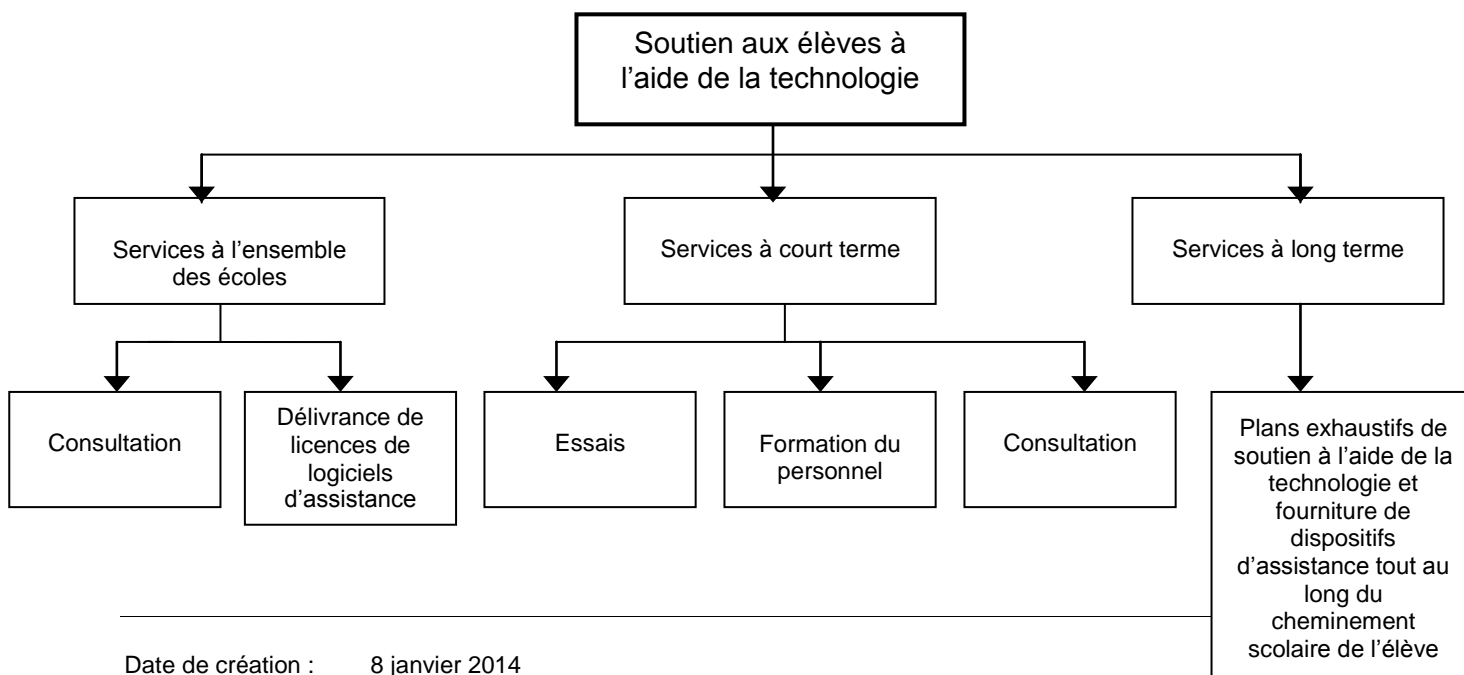 Soutien aux élèves à
l’aide de la technologie
Services à l’ensemble
des écoles
Services à court terme
Services à long terme
Consultation
Délivrance de
licences de
logiciels
d’assistance
Essais
Formation du
personnel
Consultation
Plans exhaustifs de
soutien à l’aide de la
technologie et
fourniture de
dispositifs
d’assistance tout au
long du
cheminement
scolaire de l’élève
Date de création : 8 janvier 2014